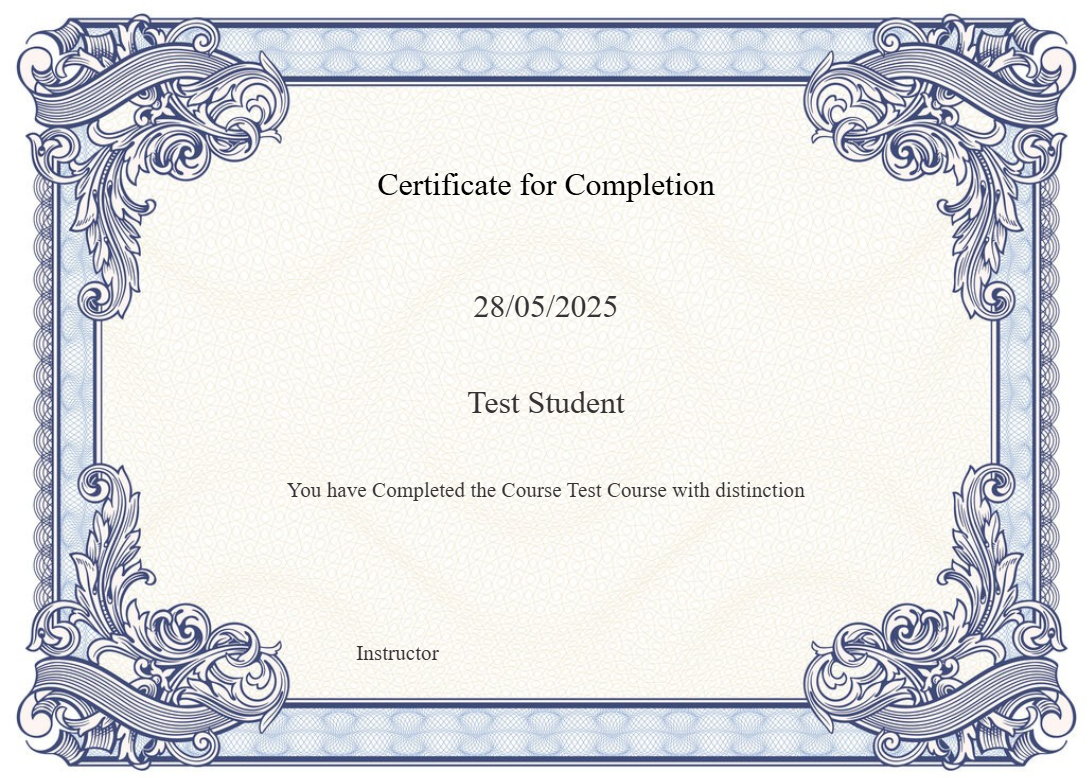 Certificate for Completion
28/05/2025
Test Student
You have Completed the Course Test Course with distinction
Instructor